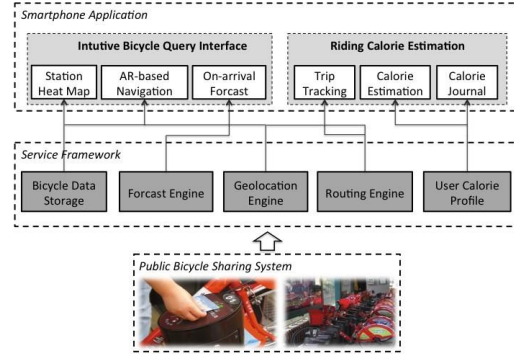 Smartphone Application
Intutive Bicycle Query Interface
Riding Calorie Estimation
Station
Heat Map
AR-based
Navigation
On-arrival
Forcast
Trip
Tracking
Calorie
Estimation
Calorie
Journal
Service Framework
Bicycle Data
Storage
Forcast Engine
Geolocation
Engine
Routing Engine
User Calorie
Profile
Public Bicycle Sharing System